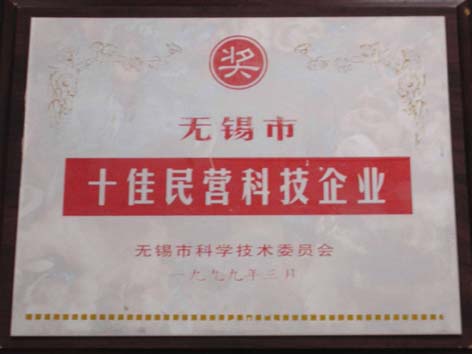 奖
无锡市
十佳民营科技企业
无锡市科学技术委员会
一九九九年三月